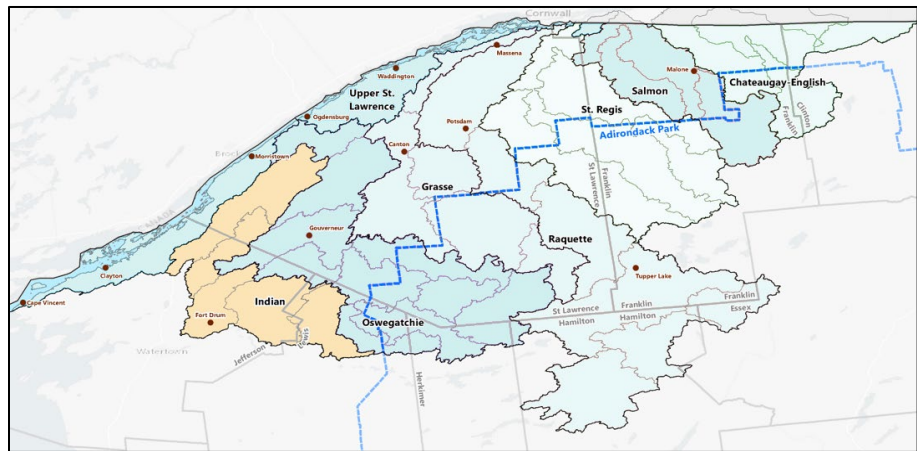 Cornwall
Massena
Waddington
Malone
Chateaugay-English
Upper St.
Lawrence
Salmon
Ogdensburg
St. Regis
Clinton
Franklin
Potsdam
Adirondack Park
Canton
Morristown
St Lawrence
Franklin
Grasse
Gouverneur
Raquette
Clayton
Tupper Lake
Cape Vincent
Indian
Franklin
Franklin
St Lawrence
Essex
Hamilton
Hamilton
Fort Drum
Oswegatchie
Lewis
Watertown
Jefferson
Herkimer